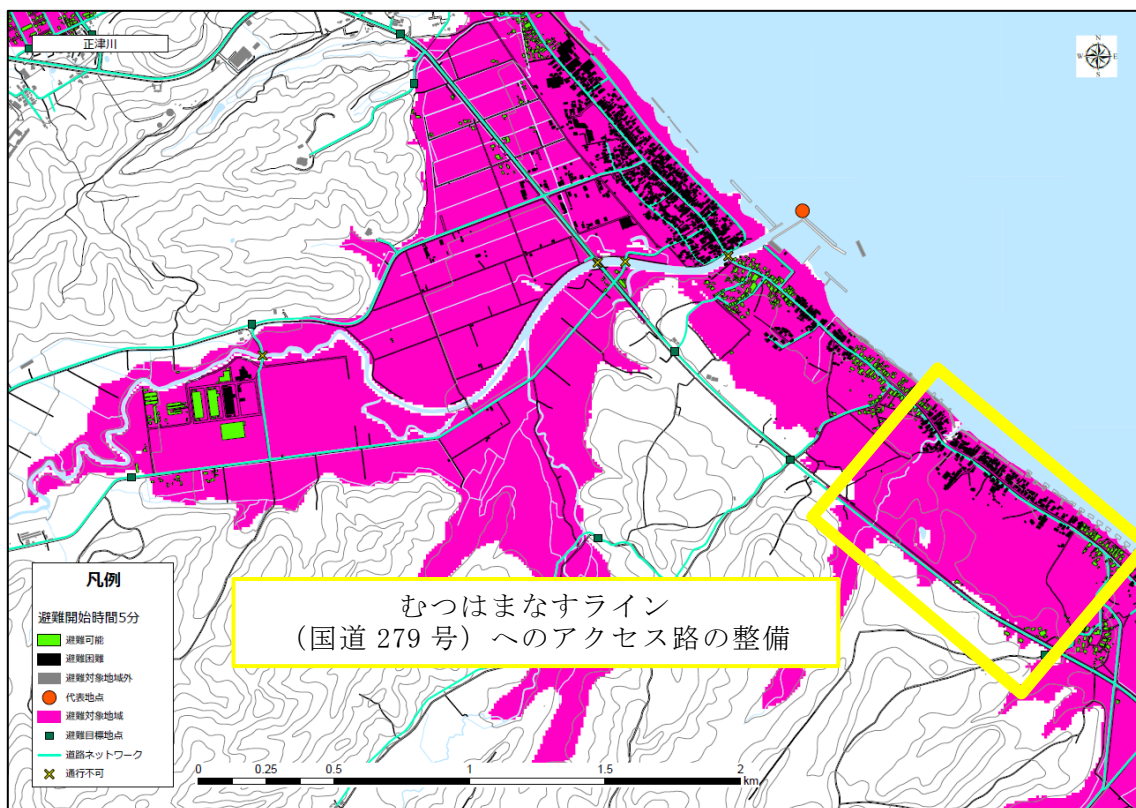 正津川
N
W
E
S
むつはまなすライン
（国道 279 号）へのアクセス路の整備
凡例
避難開始時間5分
避難可能
避難困難
避難対象地域外
代表地点
避難対象地域
避難目標地点
道路ネットワーク
通行不可
0 0.25 0.5 1 1.5 2
km